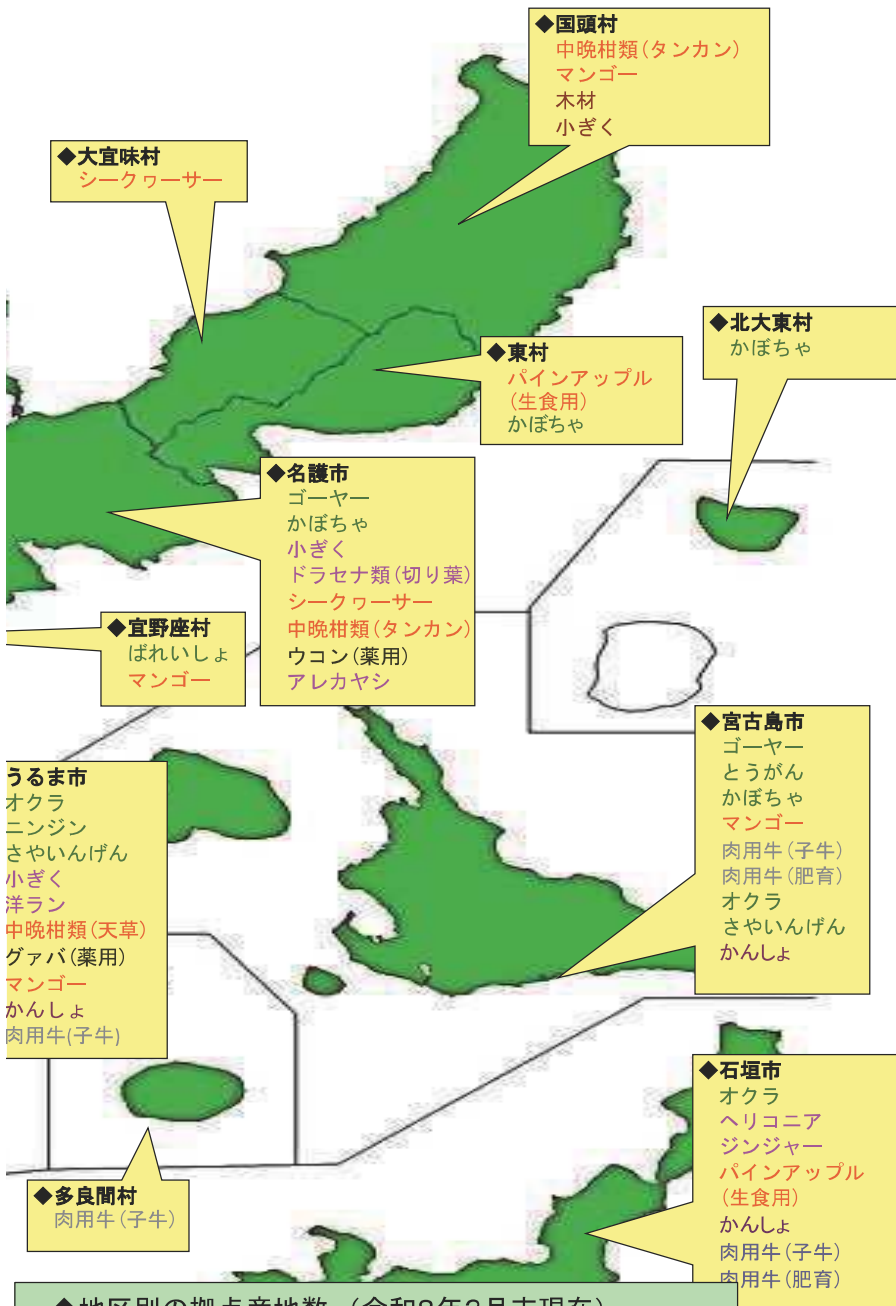 ◆国頭村
中晩柑類(タンカン)
マンゴー
木材
小ぎく
◆大宜味村
シークヮーサー
◆東村
パインアップル
(生食用)
かぼちゃ
◆北大東村
かぼちゃ
◆名護市
ゴーヤー
かぼちゃ
小ぎく
ドラセナ類(切り葉)
シークヮーサー
中晩柑類(タンカン)
ウコン(薬用)
アレカヤシ
◆宜野座村
ばれいしょ
マンゴー
◆宮古島市
ゴーヤー
とうがん
かぼちゃ
マンゴー
肉用牛(子牛)
肉用牛(肥育)
オクラ
さやいんげん
かんしょ
うるま市
オクラ
ニンジン
さやいんげん
小ぎく
洋ラン
中晩柑類(天草)
グァバ(薬用)
マンゴー
かんしょ
肉用牛(子牛)
◆多良間村
肉用牛(子牛)
◆石垣市
オクラ
ヘリコニア
ジンジャー
パインアップル
(生食用)
かんしょ
肉用牛(子牛)
肉用牛(肥育)
◆地区別の拠点産地数